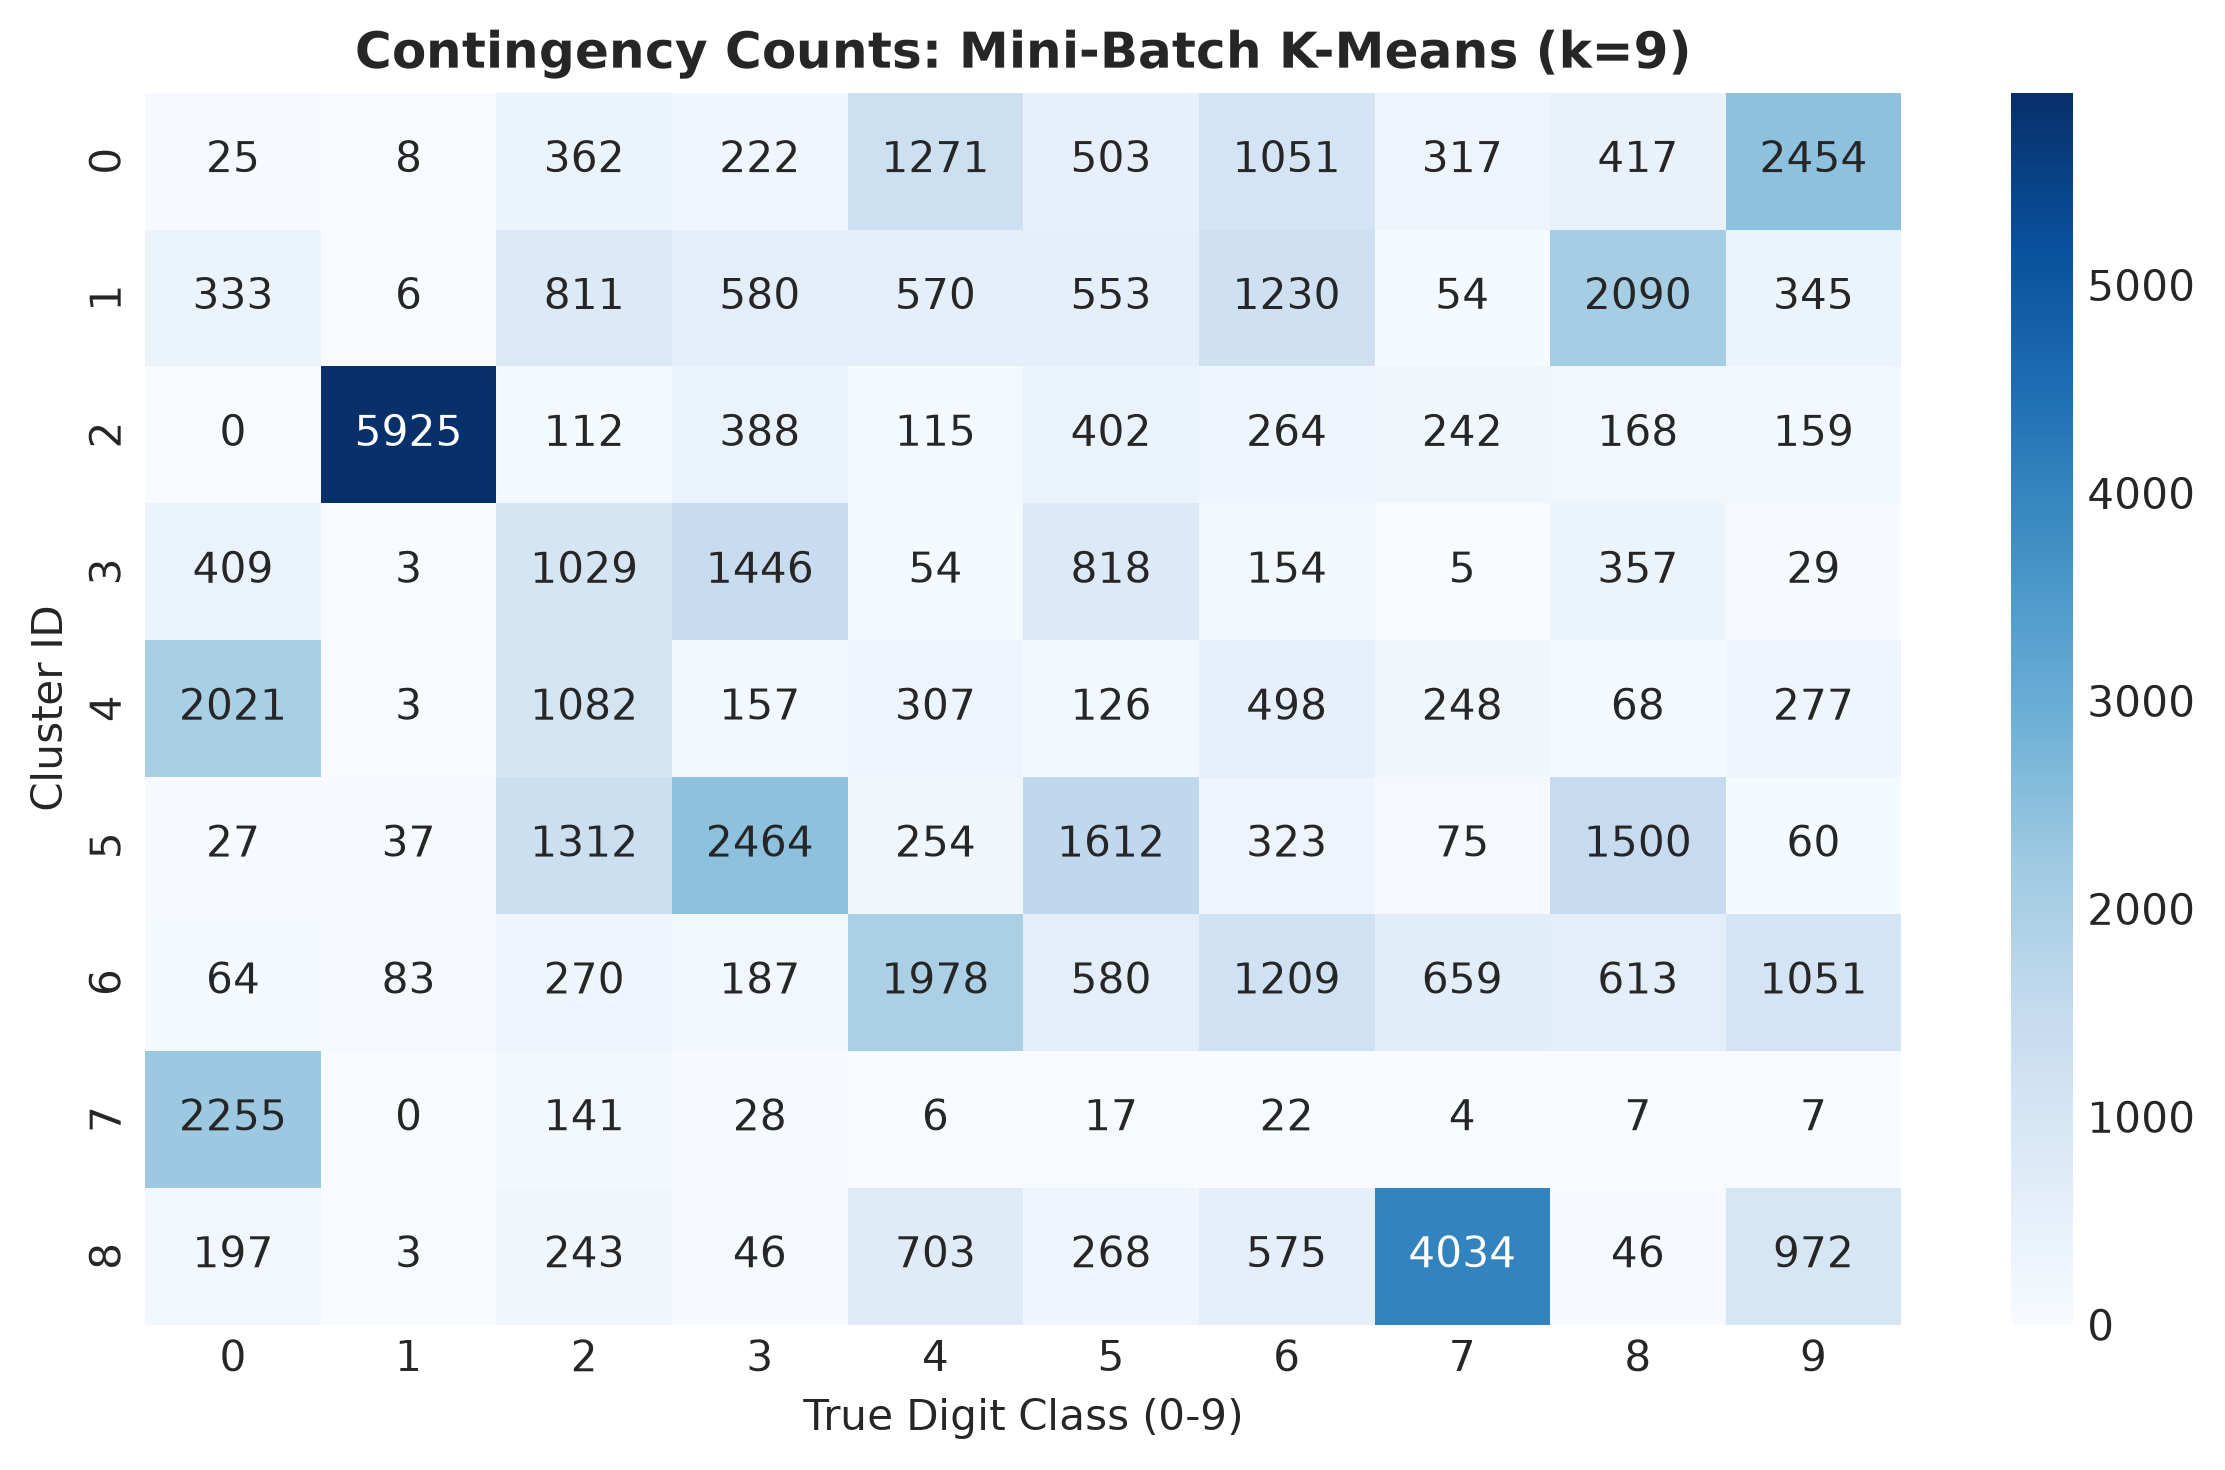 Contingency Counts: Mini-Batch K-Means (k=9)
0 25 8 362 222 1271 503 1051 317 417 2454
1 333 6 811 580 570 553 1230 54 2090 345
2 0 5925 112 388 115 402 264 242 168 159
3 409 3 1029 1446 54 818 154 5 357 29
4 2021 3 1082 157 307 126 498 248 68 277
5 27 37 1312 2464 254 1612 323 75 1500 60
6 64 83 270 187 1978 580 1209 659 613 1051
7 2255 0 141 28 6 17 22 4 7 7
8 197 3 243 46 703 268 575 4034 46 972
0 1 2 3 4 5 6 7 8 9
True Digit Class (0-9)
Cluster ID
5000
4000
3000
2000
1000
0